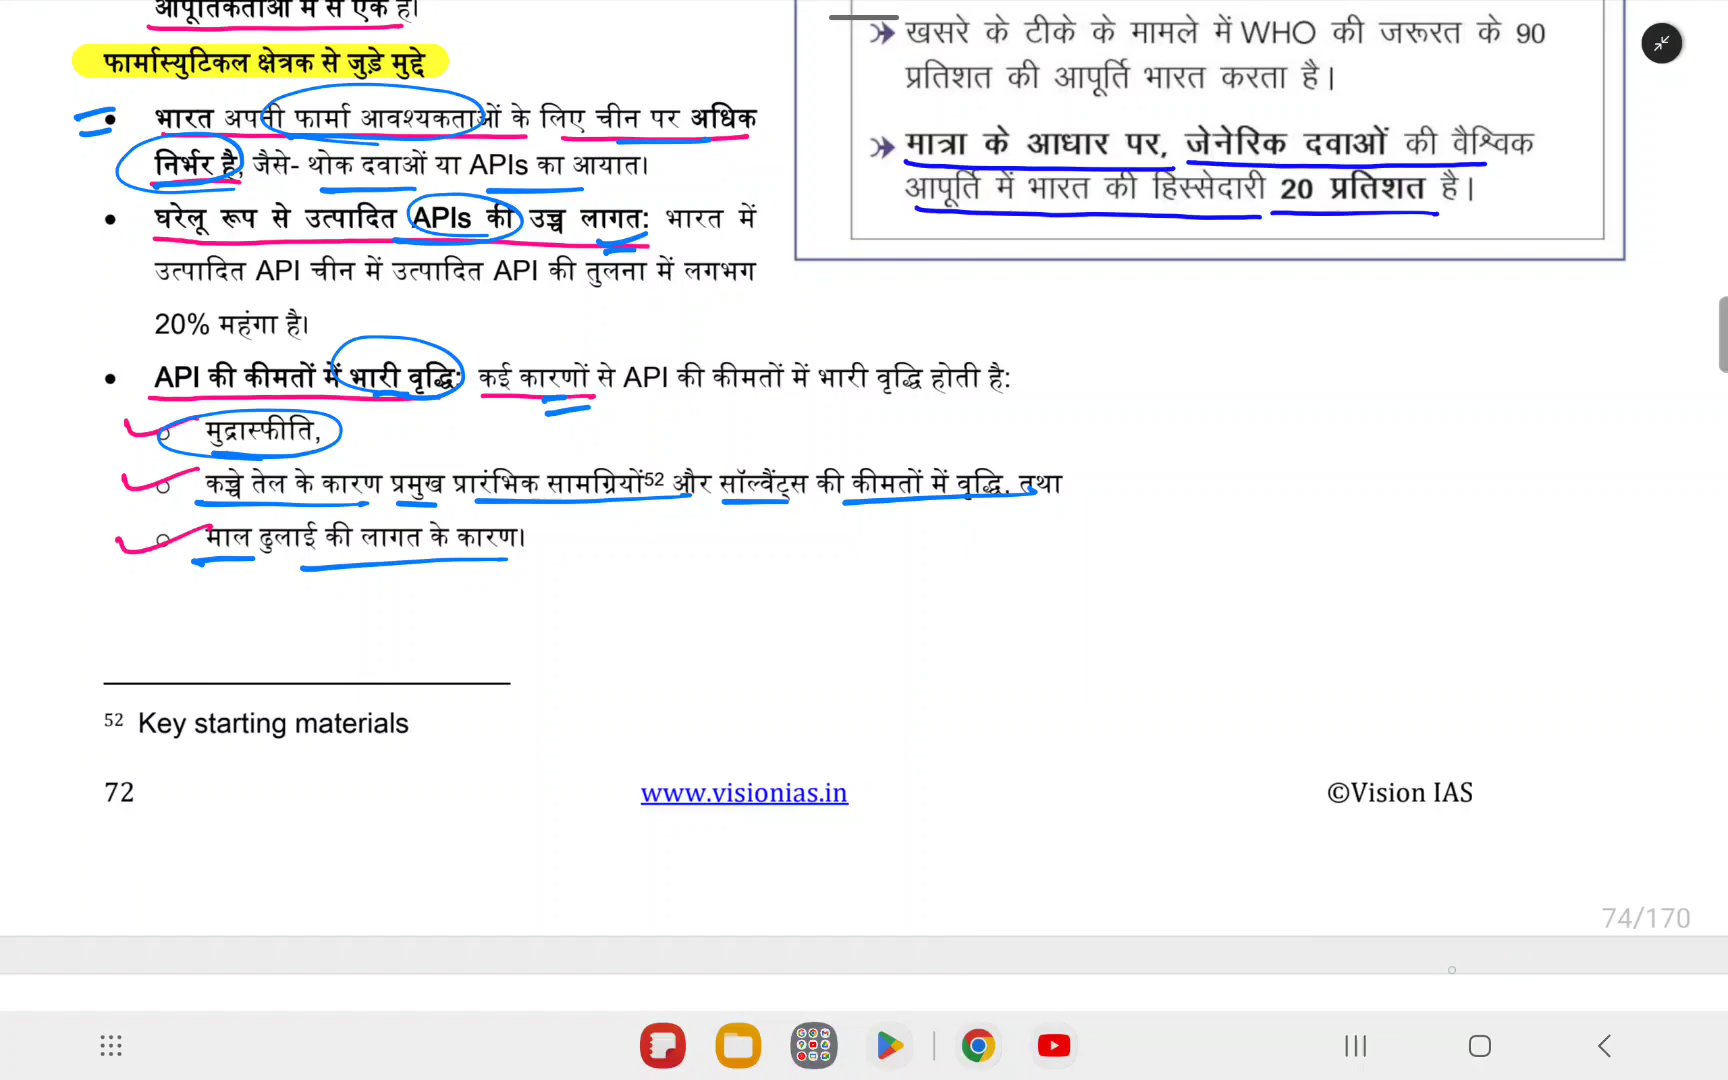 आपूर्तिकर्ताओं में से एक है।
फार्मास्युटिकल क्षेत्रक से जुड़े मुद्दे
• भारत अपनी फार्मा आवश्यकताओं के लिए चीन पर अधिक
निर्भर है, जैसे- थोक दवाओं या APIs का आयात।
• घरेलू रूप से उत्पादित APIs की उच्च लागत: भारत में
उत्पादित API चीन में उत्पादित API की तुलना में लगभग
20% महंगा है।
• API की कीमतों में भारी वृद्धि: कई कारणों से API की कीमतों में भारी वृद्धि होती है:
○ मुद्रास्फीति,
○ कच्चे तेल के कारण प्रमुख प्रारंभिक सामग्रियों52 और सॉल्वैंट्स की कीमतों में वृद्धि, तथा
○ माल ढुलाई की लागत के कारण।
खसरे के टीके के मामले में WHO की जरूरत के 90
प्रतिशत की आपूर्ति भारत करता है।
मात्रा के आधार पर, जेनेरिक दवाओं की वैश्विक
आपूर्ति में भारत की हिस्सेदारी 20 प्रतिशत है।
52 Key starting materials
72 www.visionias.in ©Vision IAS
74/170